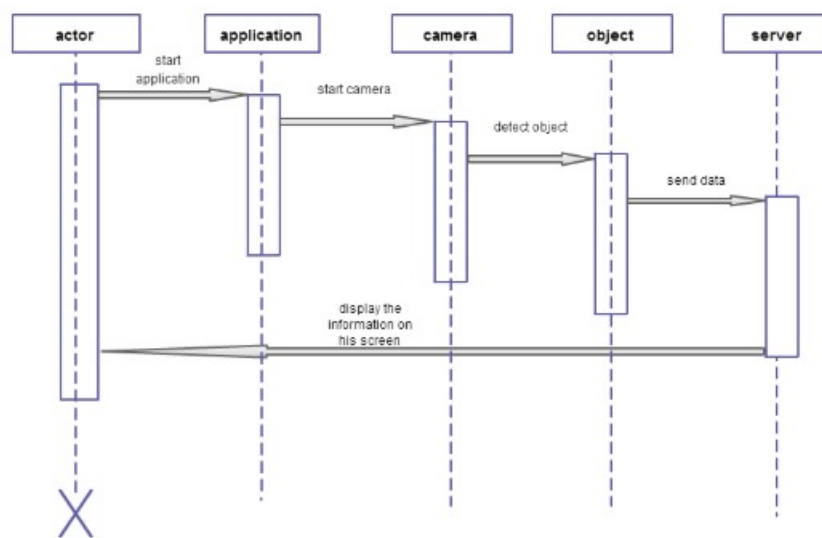 actor
application
camera
object
server
start
application
start camera
detect object
send data
display the
information on
his screen